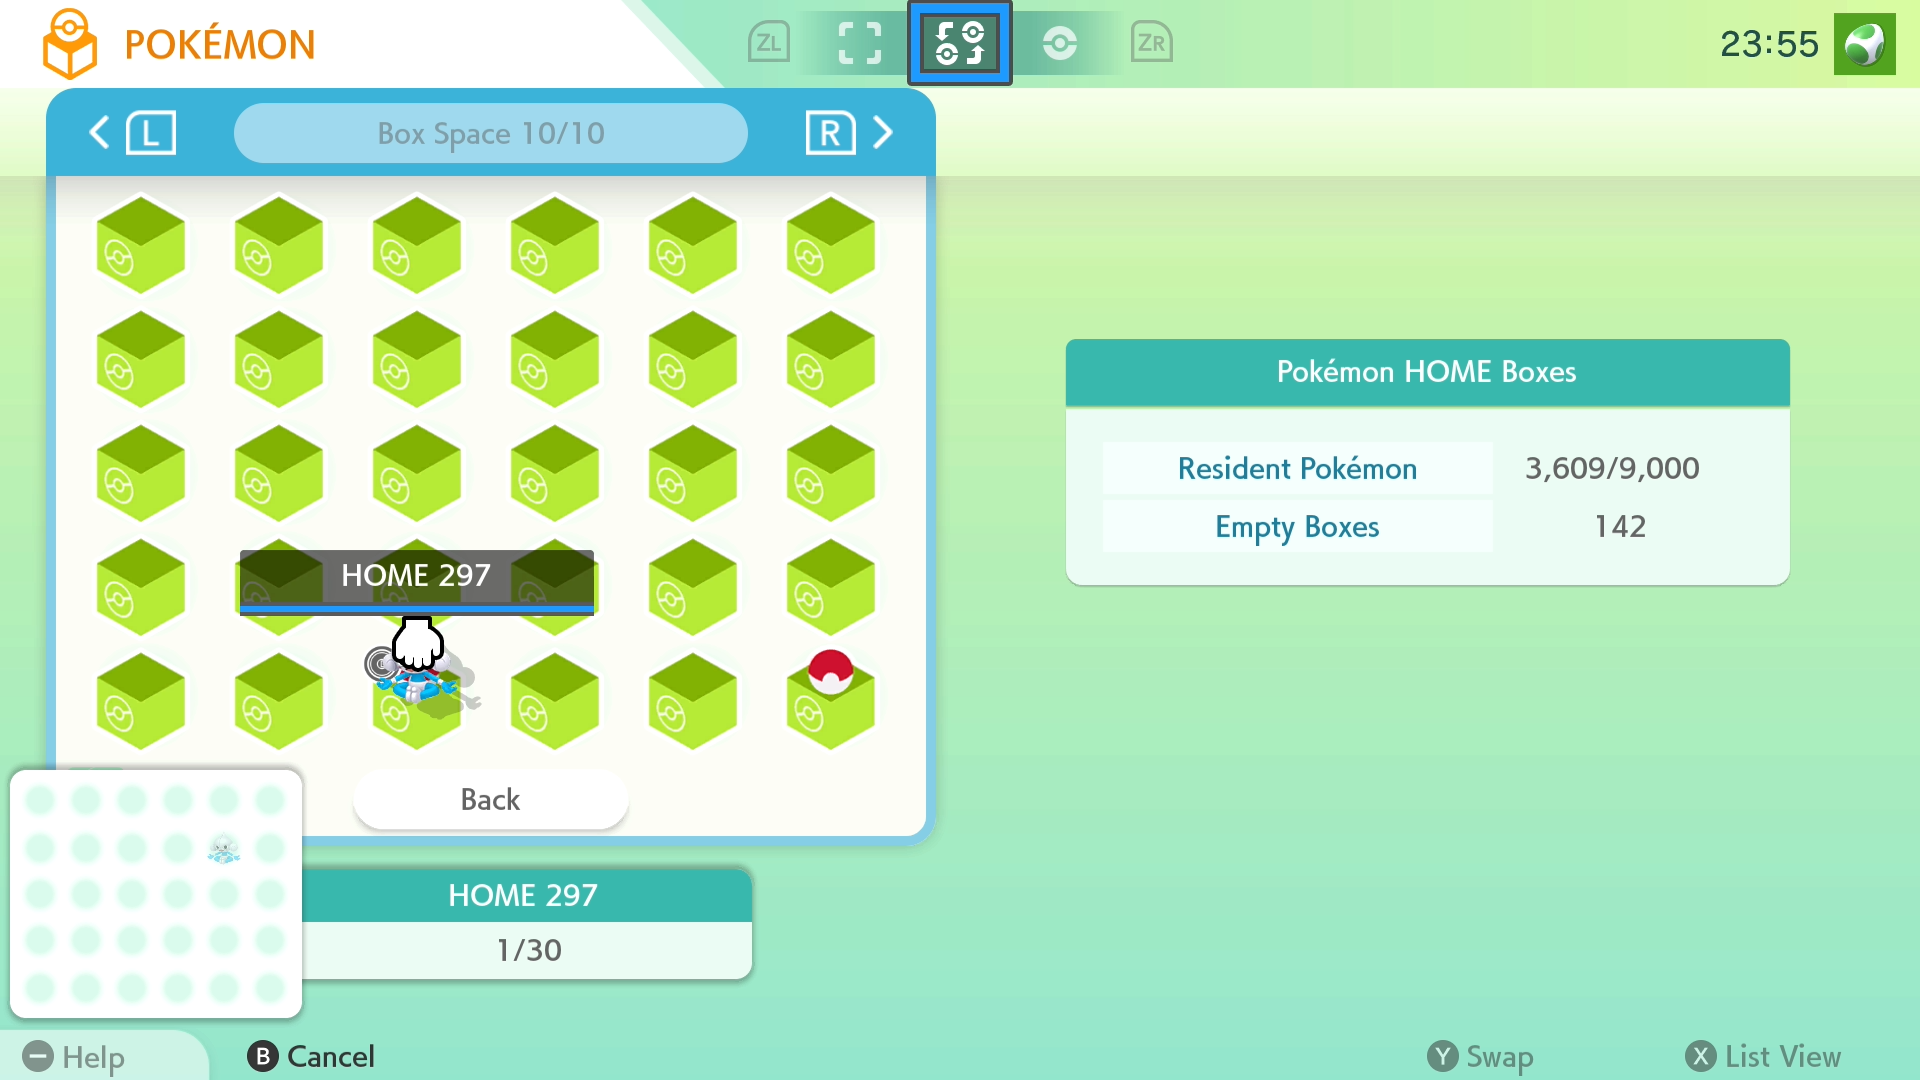 POKÉMON
ZL
ZR
23:55
L
Box Space 10/10
R
Pokémon HOME Boxes
Resident Pokémon 3,609/9,000
Empty Boxes 142
HOME 297
Back
HOME 297
1/30
Help
B Cancel
Y Swap
X List View